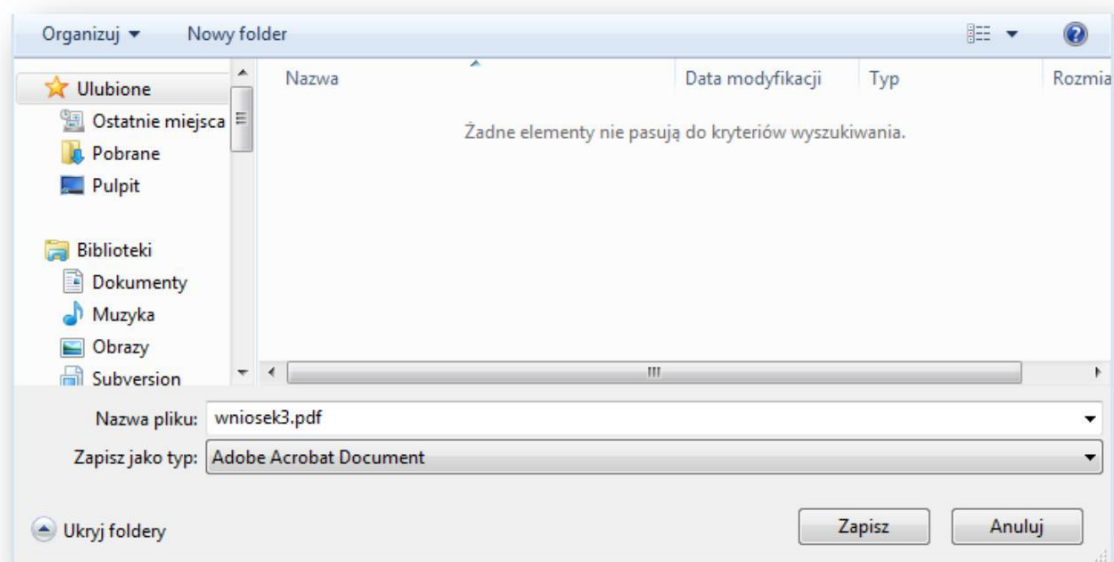 Organizuj Nowy folder
Nazwa Data modyfikacji Typ Rozmia
Ulubione
Ostatnie miejsca
Pobrane
Pulpit
Żadne elementy nie pasują do kryteriów wyszukiwania.
Biblioteki
Dokumenty
Muzyka
Obrazy
Subversion
Nazwa pliku: wniosek3.pdf
Zapisz jako typ: Adobe Acrobat Document
Ukryj foldery Zapisz Anuluj